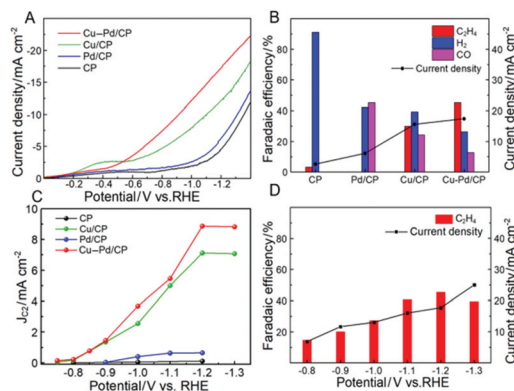 A
Cu–Pd/CP
Cu/CP
Pd/CP
CP
Current density/mA cm⁻²
-20
-15
-10
-5
0
-0.2 -0.4 -0.6 -0.8 -1.0 -1.2
Potential/V vs.RHE
B
C₂H₄
H₂
CO
Current density
Faradaic efficiency/%
80
60
40
20
50
40
30
20
10
0
Current density/mA cm⁻²
CP Pd/CP Cu/CP Cu-Pd/CP
C
CP
Cu/CP
Pd/CP
Cu–Pd/CP
J_C2/mA cm⁻²
10
8
6
4
2
0
-0.8 -0.9 -1.0 -1.1 -1.2 -1.3
Potential/V vs. RHE
D
C₂H₄
Current density
Faradaic efficiency/%
80
60
40
20
50
40
30
20
10
0
Current density/mA cm⁻²
-0.8 -0.9 -1.0 -1.1 -1.2 -1.3
Potential/V vs.RHE